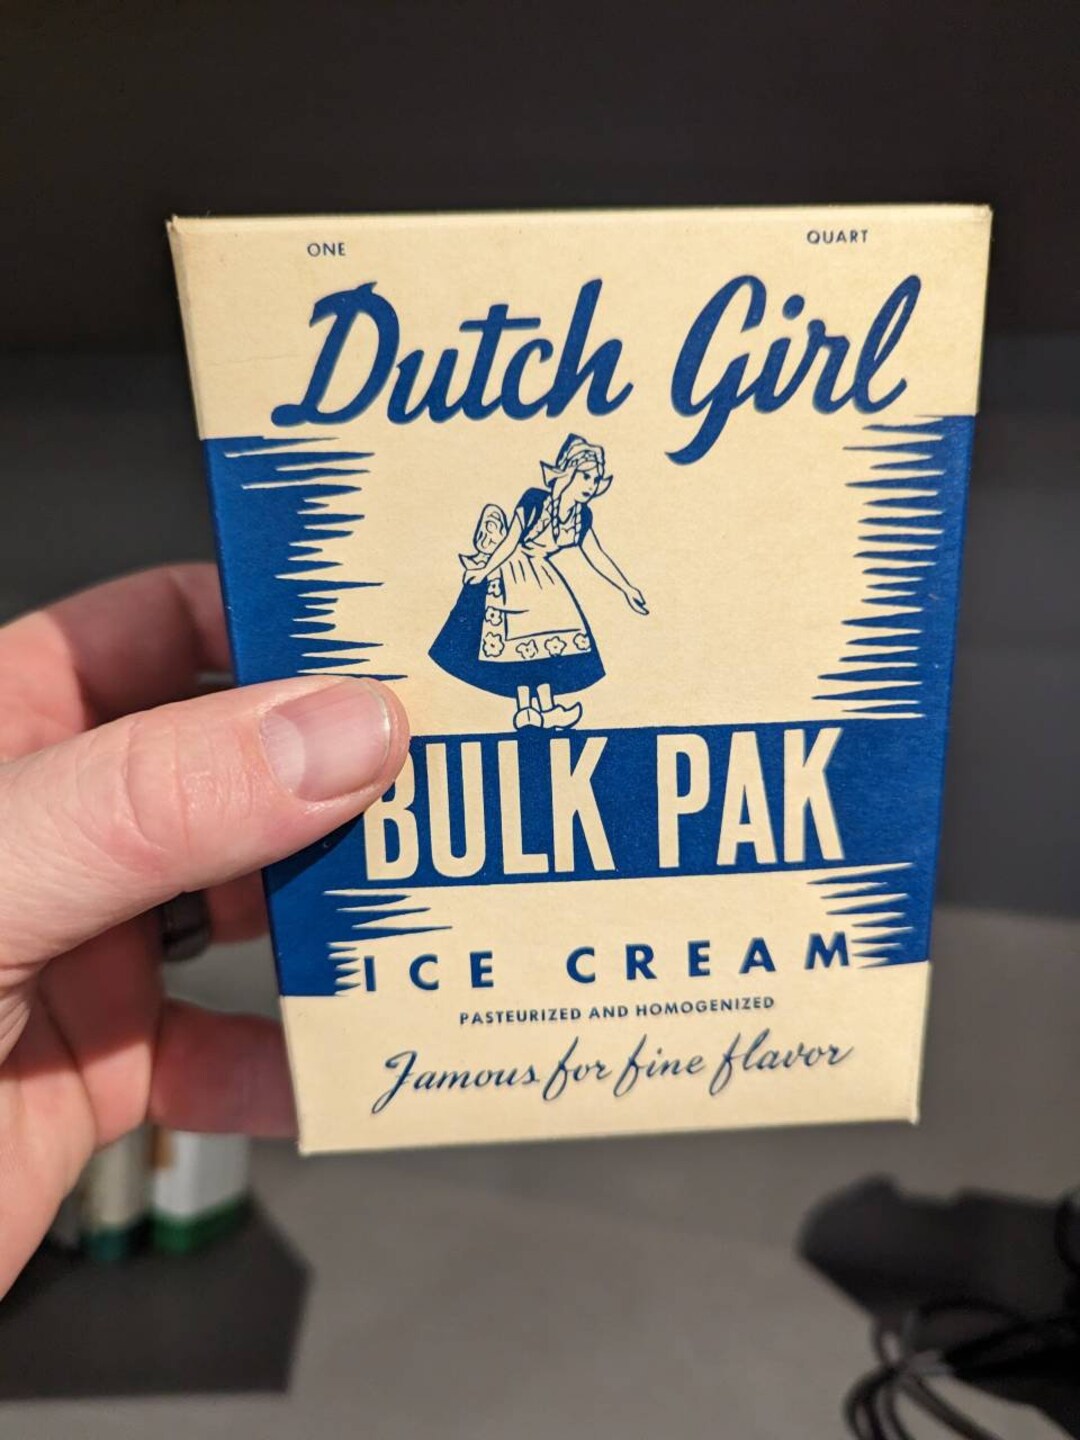 ONE QUART
Dutch Girl
BULK PAK
ICE CREAM
PASTEURIZED AND HOMOGENIZED
Famous for fine flavor